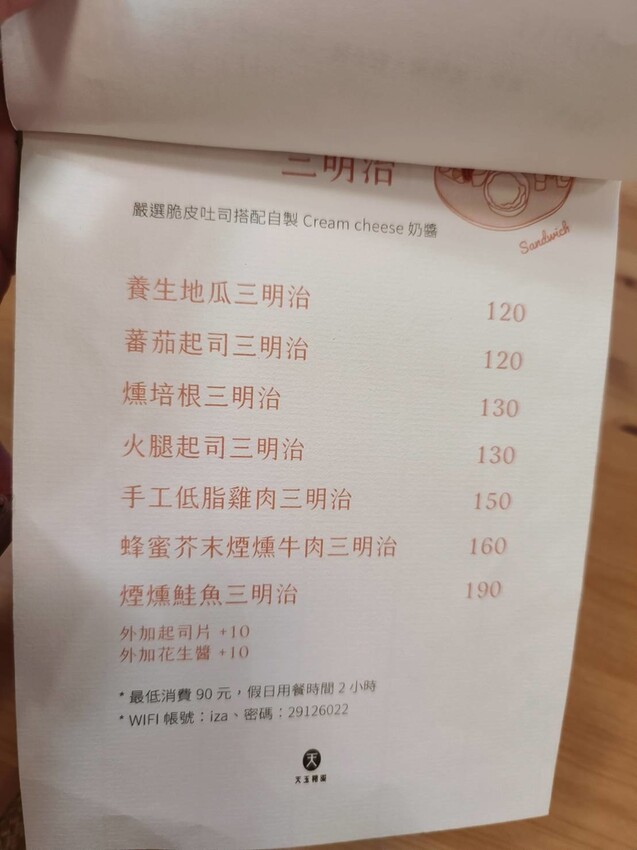 三明治
Sandwich
嚴選脆皮吐司搭配自製 Cream cheese 奶醬
養生地瓜三明治 120
蕃茄起司三明治 120
燻培根三明治 130
火腿起司三明治 130
手工低脂雞肉三明治 150
蜂蜜芥末煙燻牛肉三明治 160
煙燻鮭魚三明治 190
外加起司片 +10
外加花生醬 +10
* 最低消費 90 元，假日用餐時間 2 小時
* WIFI 帳號：iza、密碼：29126022
天